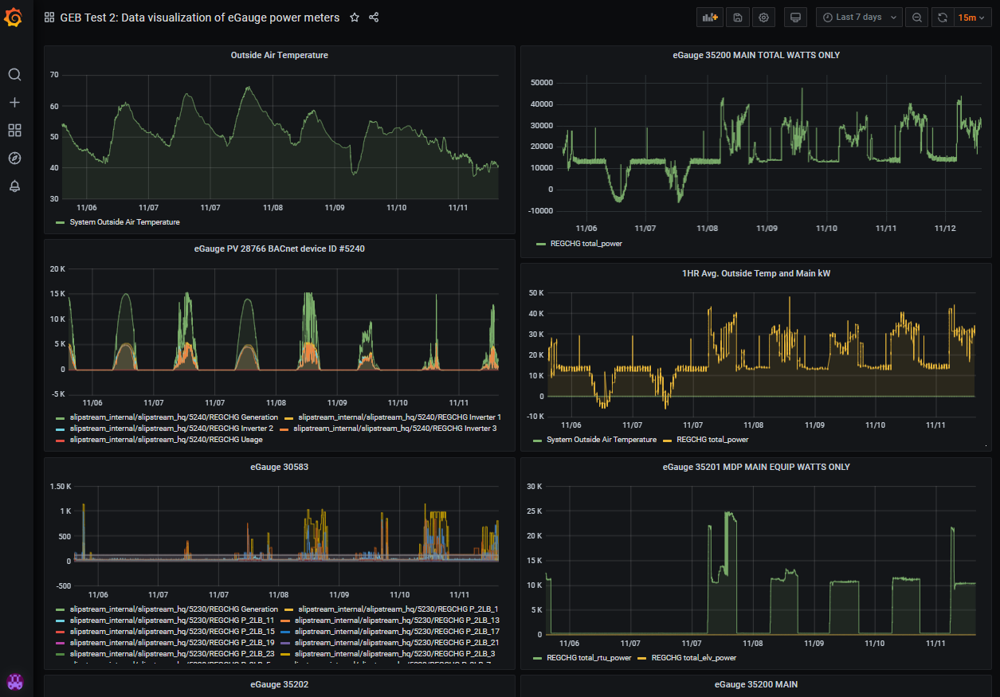 GEB Test 2: Data visualization of eGauge power meters
Last 7 days
15m
Outside Air Temperature
70
60
50
40
30
11/06 11/07 11/07 11/08 11/09 11/10 11/11
System Outside Air Temperature
eGauge 35200 MAIN TOTAL WATTS ONLY
50000
40000
30000
20000
10000
0
-10000
11/06 11/07 11/08 11/09 11/10 11/11 11/12
REGCHG total_power
eGauge PV 28766 BACnet device ID #5240
20 K
15 K
10 K
5 K
0
-5 K
11/06 11/07 11/07 11/08 11/09 11/10 11/11
slipstream_internal/slipstream_hq/5240/REGCHG Generation slipstream_internal/slipstream_hq/5240/REGCHG Inverter 1
slipstream_internal/slipstream_hq/5240/REGCHG Inverter 2 slipstream_internal/slipstream_hq/5240/REGCHG Inverter 3
slipstream_internal/slipstream_hq/5240/REGCHG Usage
1HR Avg. Outside Temp and Main kW
50 K
40 K
30 K
20 K
10 K
0
-10 K
11/06 11/07 11/07 11/08 11/09 11/10 11/11
System Outside Air Temperature REGCHG total_power
eGauge 30583
1.50 K
1 K
500
0
-500
11/06 11/07 11/07 11/08 11/09 11/10 11/11
slipstream_internal/slipstream_hq/5230/REGCHG Generation slipstream_internal/slipstream_hq/5230/REGCHG P_2LB_1
slipstream_internal/slipstream_hq/5230/REGCHG P_2LB_11 slipstream_internal/slipstream_hq/5230/REGCHG P_2LB_13
slipstream_internal/slipstream_hq/5230/REGCHG P_2LB_15 slipstream_internal/slipstream_hq/5230/REGCHG P_2LB_17
slipstream_internal/slipstream_hq/5230/REGCHG P_2LB_19 slipstream_internal/slipstream_hq/5230/REGCHG P_2LB_21
slipstream_internal/slipstream_hq/5230/REGCHG P_2LB_23 slipstream_internal/slipstream_hq/5230/REGCHG P_2LB_3
eGauge 35201 MDP MAIN EQUIP WATTS ONLY
30 K
25 K
20 K
15 K
10 K
5 K
0
11/06 11/07 11/07 11/08 11/09 11/10 11/11
REGCHG total_rtu_power REGCHG total_elv_power
eGauge 35202
eGauge 35200 MAIN